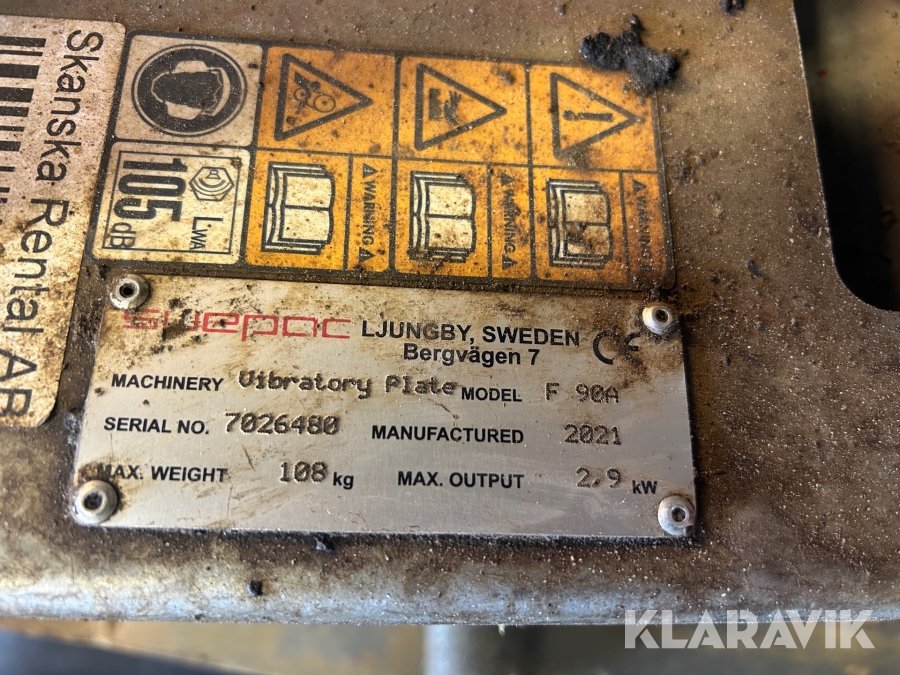 Skanska Rental AB
105
dB
LWA
WARNING
WARNING
WARNING
swepac LJUNGBY, SWEDEN
Bergvägen 7
CE
MACHINERY Vibratory Plate MODEL F 90A
SERIAL NO. 7026480 MANUFACTURED 2021
MAX. WEIGHT 108 kg MAX. OUTPUT 2,9 kW
KLARAVIK